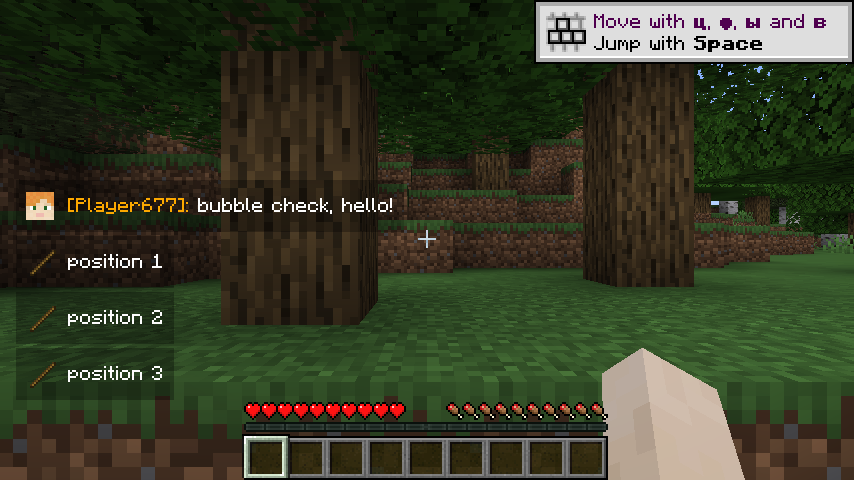 Move with ц, ф, ы and в
Jump with Space
[Player677]: bubble check, hello!
position 1
position 2
position 3